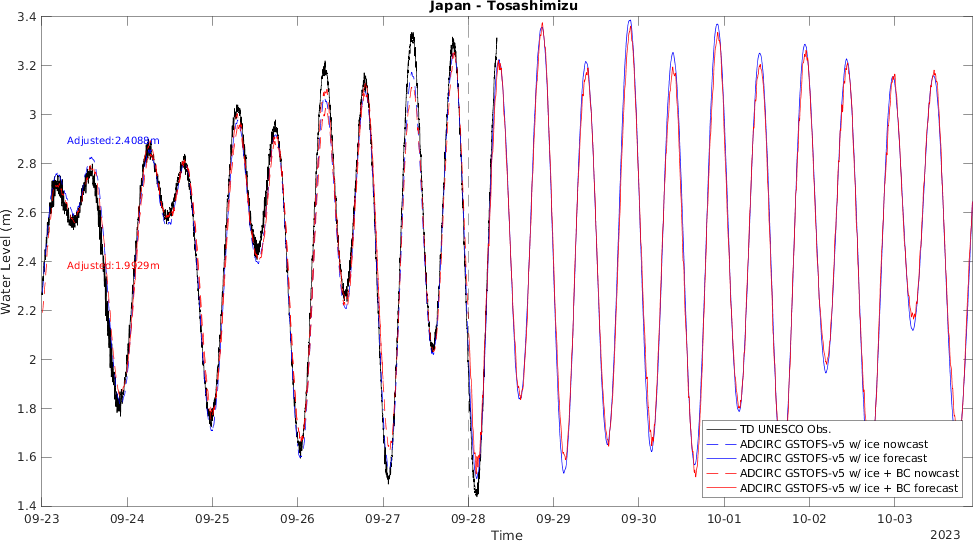 Japan - Tosashimizu
3.4
3.2
3
2.8
2.6
2.4
2.2
2
1.8
1.6
1.4
Water Level (m)
Adjusted:2.4089m
Adjusted:1.9929m
TD UNESCO Obs.
ADCIRC GSTOFS-v5 w/ ice nowcast
ADCIRC GSTOFS-v5 w/ ice forecast
ADCIRC GSTOFS-v5 w/ ice + BC nowcast
ADCIRC GSTOFS-v5 w/ ice + BC forecast
09-23 09-24 09-25 09-26 09-27 09-28 09-29 09-30 10-01 10-02 10-03
Time
2023